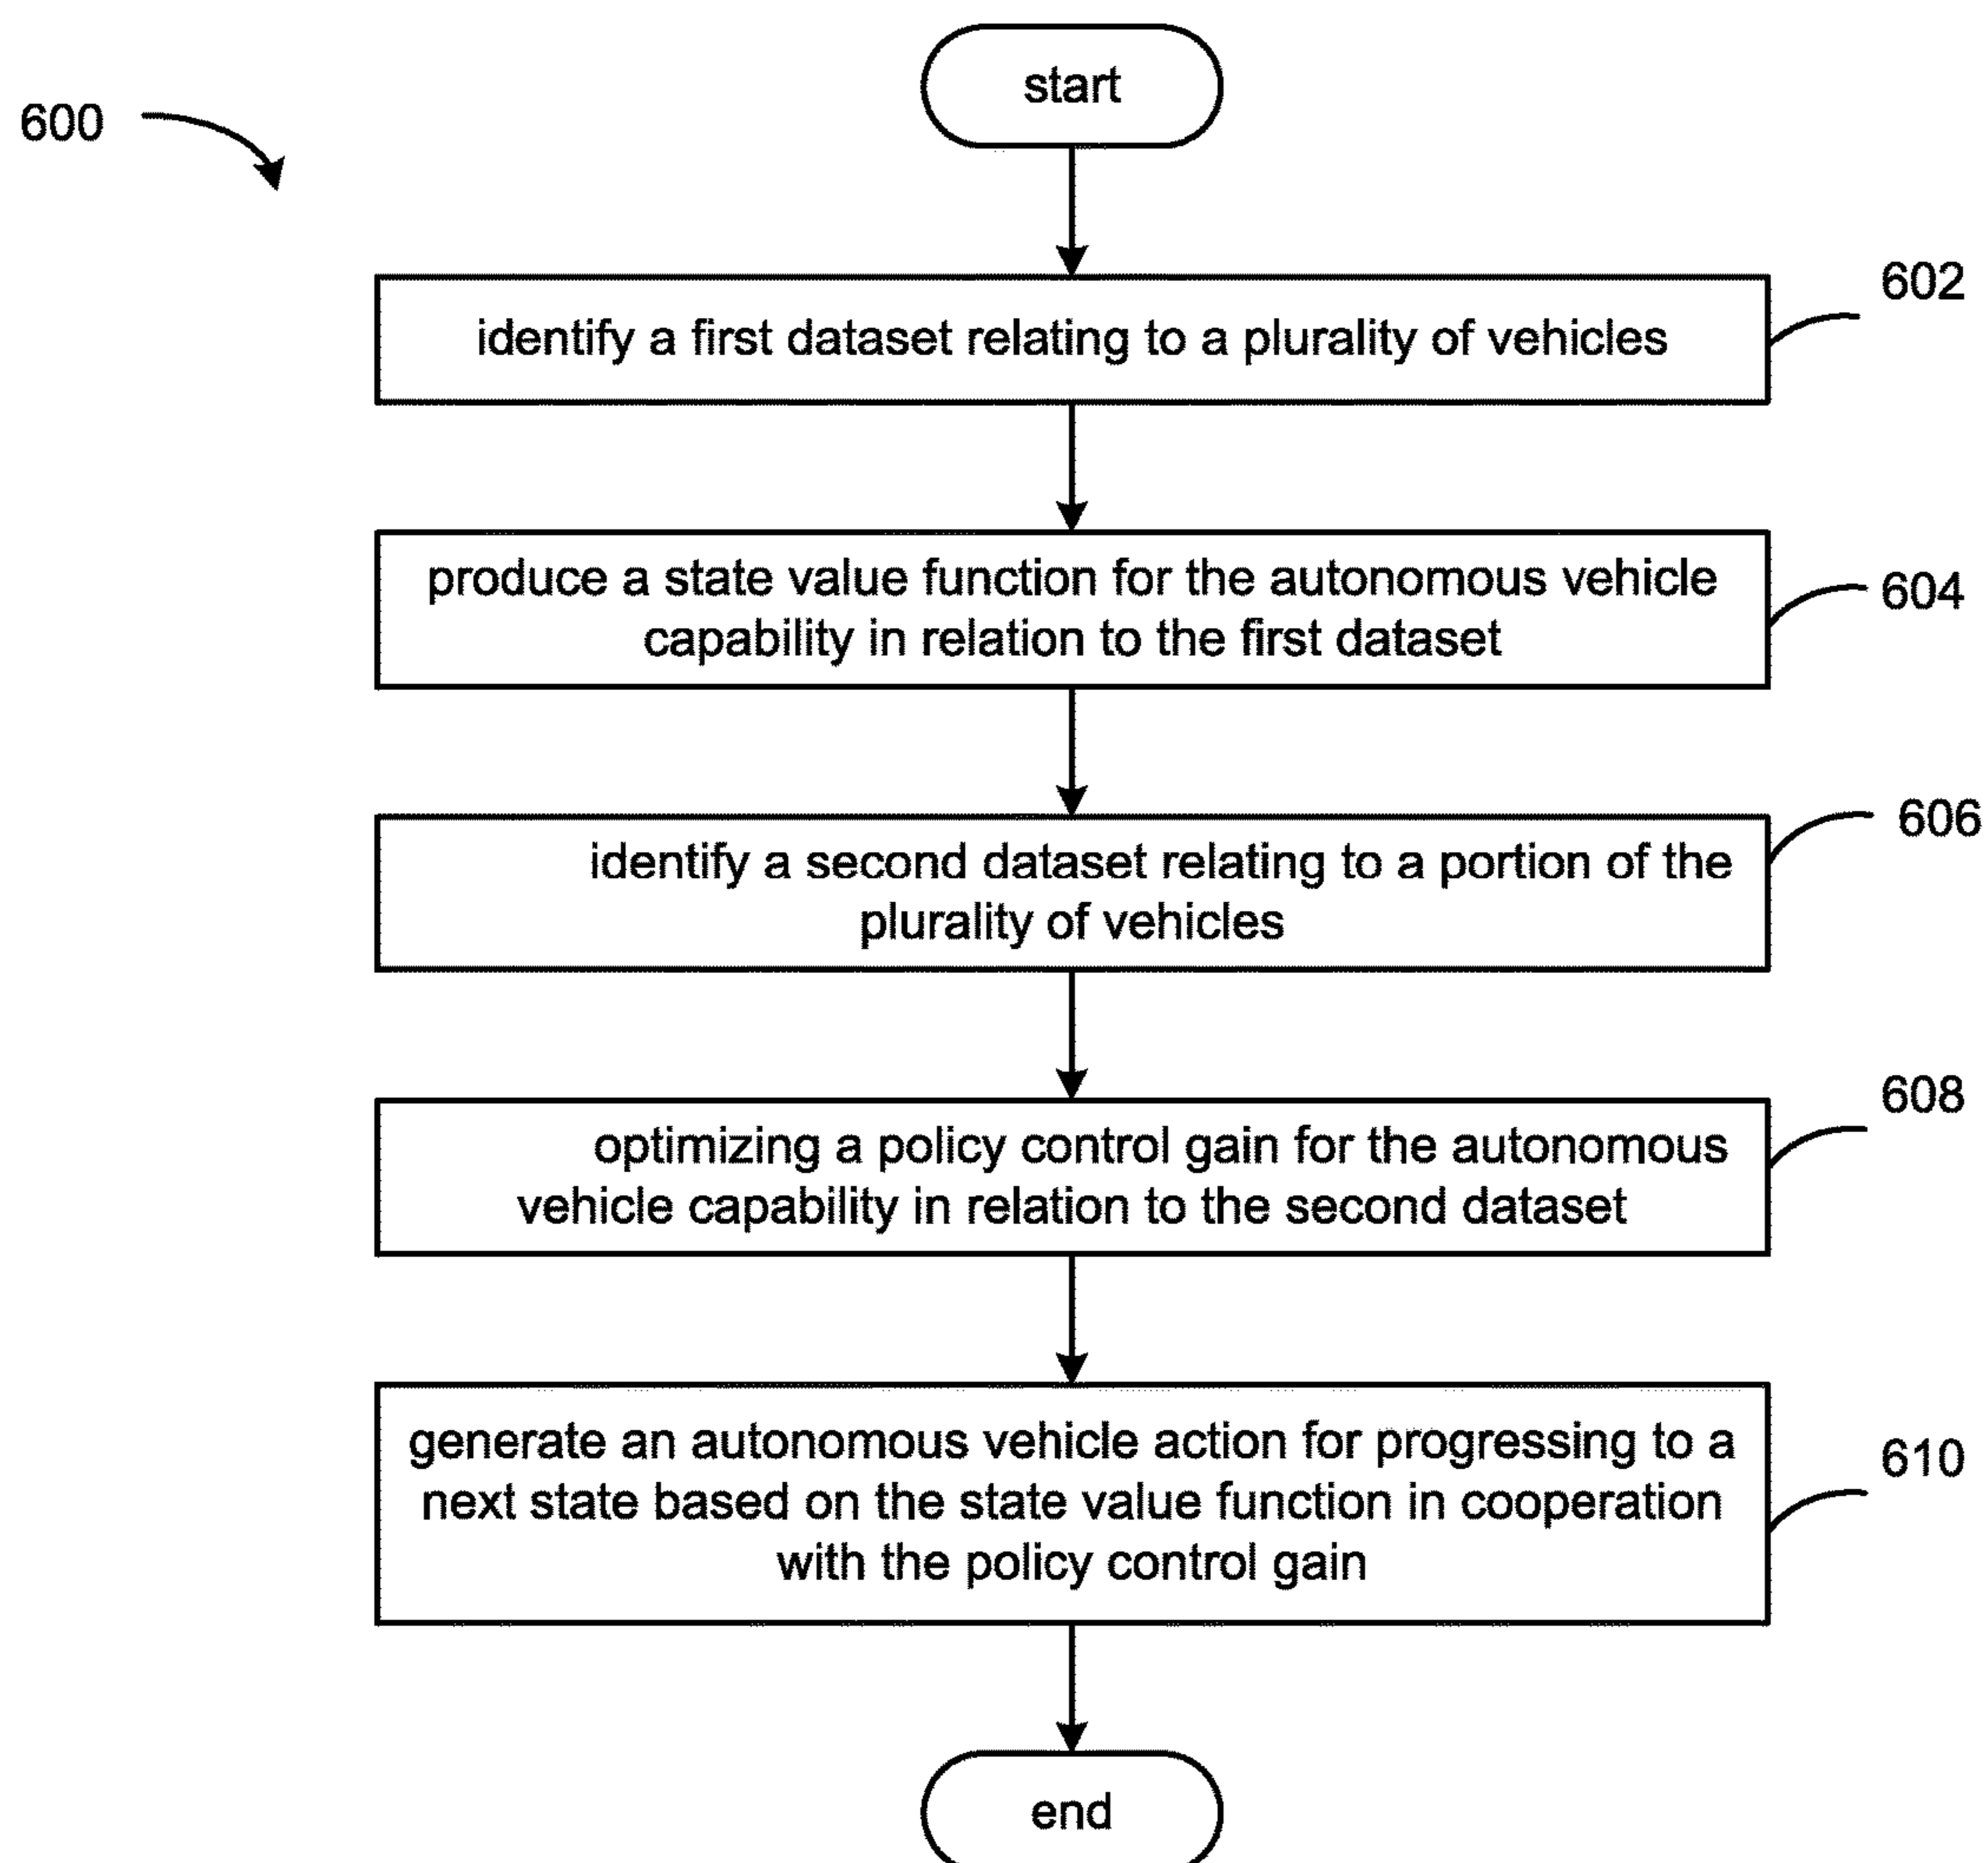 start
600
602
identify a first dataset relating to a plurality of vehicles
604
produce a state value function for the autonomous vehicle
capability in relation to the first dataset
606
identify a second dataset relating to a portion of the
plurality of vehicles
608
optimizing a policy control gain for the autonomous
vehicle capability in relation to the second dataset
610
generate an autonomous vehicle action for progressing to a
next state based on the state value function in cooperation
with the policy control gain
end